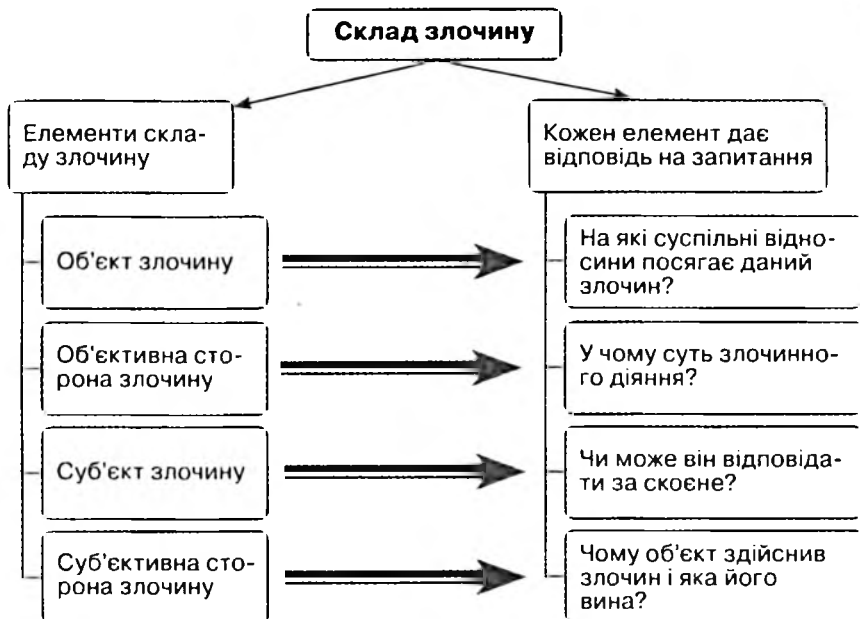 Склад злочину
Елементи скла-
ду злочину
Кожен елемент дає
відповідь на запитання
Об'єкт злочину
На які суспільні відно-
сини посягає даний
злочин?
Об'єктивна сто-
рона злочину
У чому суть злочинно-
го діяння?
Суб'єкт злочину
Чи може він відповіда-
ти за скоєне?
Суб'єктивна сто-
рона злочину
Чому об'єкт здійснив
злочин і яка його
вина?